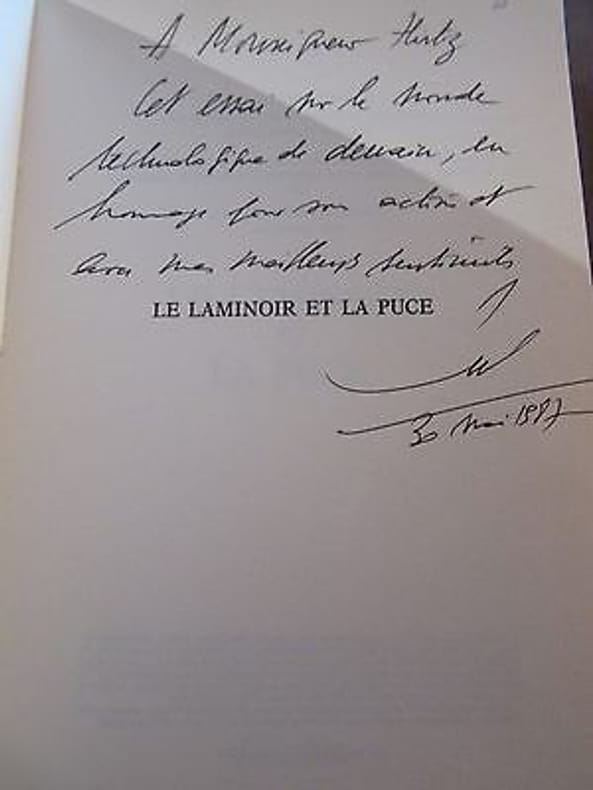 A Monsieur Hertz
Cet essai sur le monde
technologique de demain, en
hommage pour son action et
avec mes meilleurs sentiments
LE LAMINOIR ET LA PUCE
30 Mai 1987